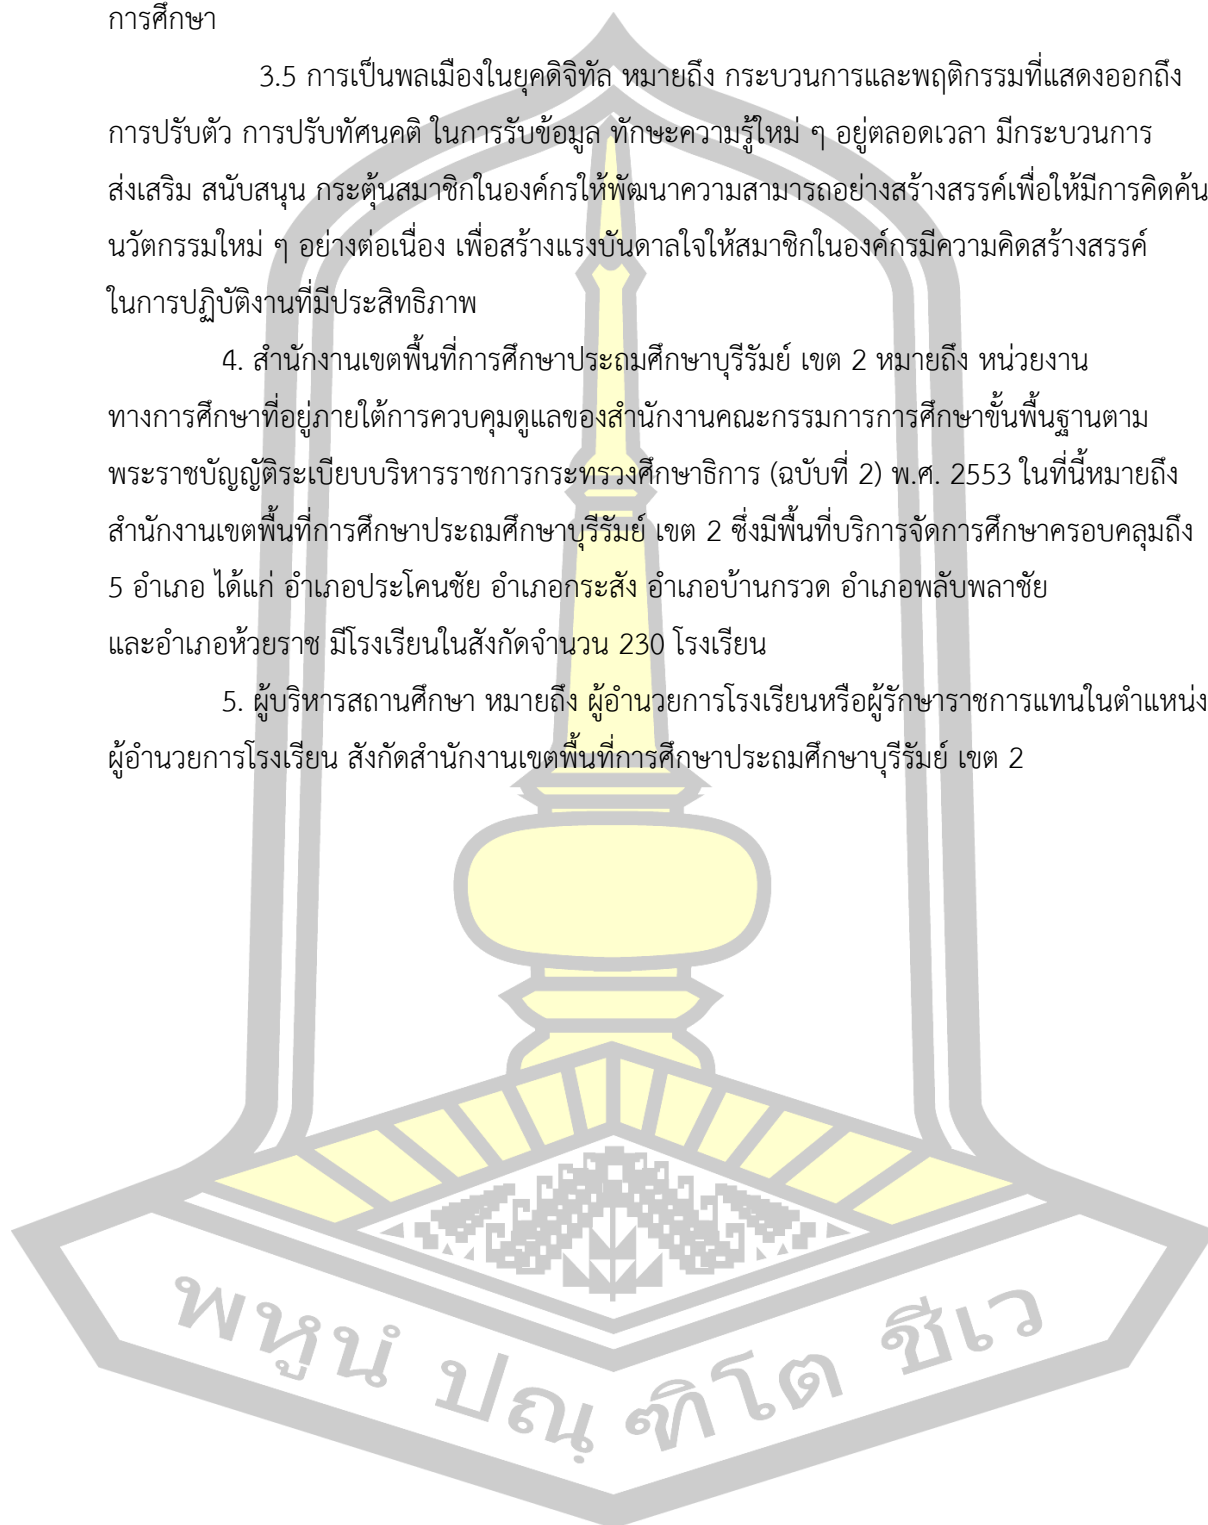 การศึกษา
3.5 การเป็นพลเมืองในยุคดิจิทัล หมายถึง กระบวนการและพฤติกรรมที่แสดงออกถึง
การปรับตัว การปรับทัศนคติ ในการรับข้อมูล ทักษะความรู้ใหม่ ๆ อยู่ตลอดเวลา มีกระบวนการ
ส่งเสริม สนับสนุน กระตุ้นสมาชิกในองค์กรให้พัฒนาความสามารถอย่างสร้างสรรค์เพื่อให้มีการคิดค้น
นวัตกรรมใหม่ ๆ อย่างต่อเนื่อง เพื่อสร้างแรงบันดาลใจให้สมาชิกในองค์กรมีความคิดสร้างสรรค์
ในการปฏิบัติงานที่มีประสิทธิภาพ
4. สำนักงานเขตพื้นที่การศึกษาประถมศึกษาบุรีรัมย์ เขต 2 หมายถึง หน่วยงาน
ทางการศึกษาที่อยู่ภายใต้การควบคุมดูแลของสำนักงานคณะกรรมการการศึกษาขั้นพื้นฐานตาม
พระราชบัญญัติระเบียบบริหารราชการกระทรวงศึกษาธิการ (ฉบับที่ 2) พ.ศ. 2553 ในที่นี้หมายถึง
สำนักงานเขตพื้นที่การศึกษาประถมศึกษาบุรีรัมย์ เขต 2 ซึ่งมีพื้นที่บริการจัดการศึกษาครอบคลุมถึง
5 อำเภอ ได้แก่ อำเภอประโคนชัย อำเภอกระสัง อำเภอบ้านกรวด อำเภอพลับพลาชัย
และอำเภอห้วยราช มีโรงเรียนในสังกัดจำนวน 230 โรงเรียน
5. ผู้บริหารสถานศึกษา หมายถึง ผู้อำนวยการโรงเรียนหรือผู้รักษาราชการแทนในตำแหน่ง
ผู้อำนวยการโรงเรียน สังกัดสำนักงานเขตพื้นที่การศึกษาประถมศึกษาบุรีรัมย์ เขต 2
พหูนํ ปณฺฑิโต ชีเว